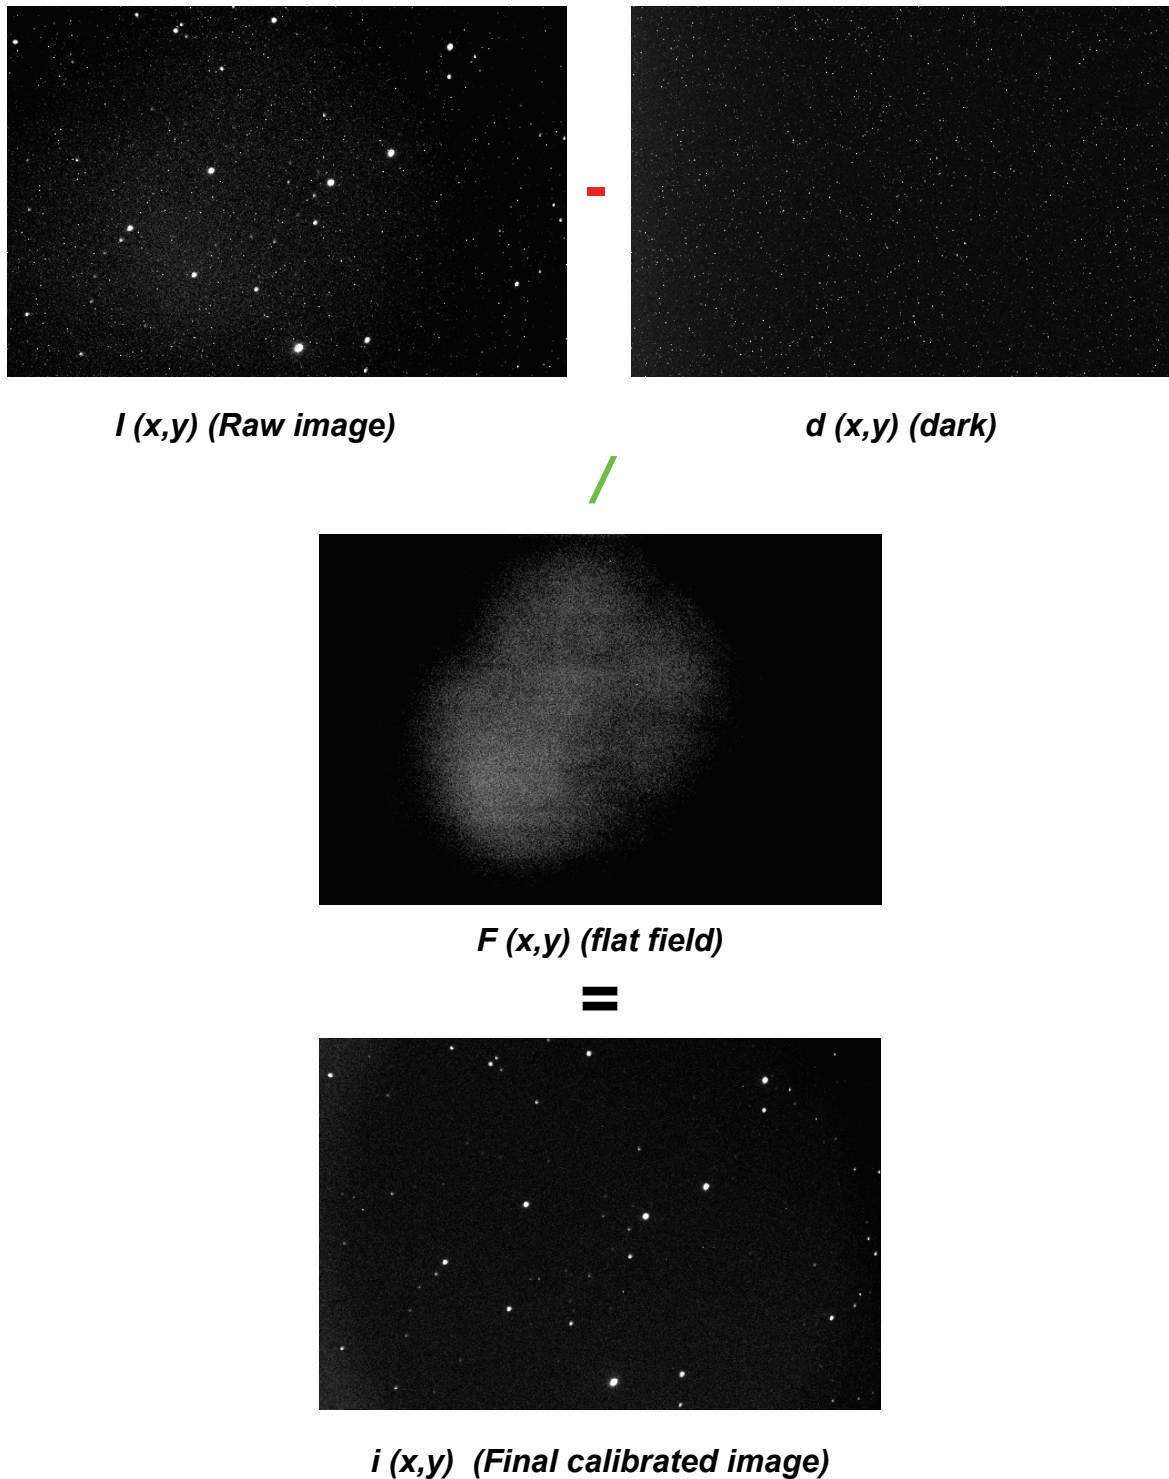 -
I (x,y) (Raw image)
d (x,y) (dark)
/
F (x,y) (flat field)
=
i (x,y) (Final calibrated image)